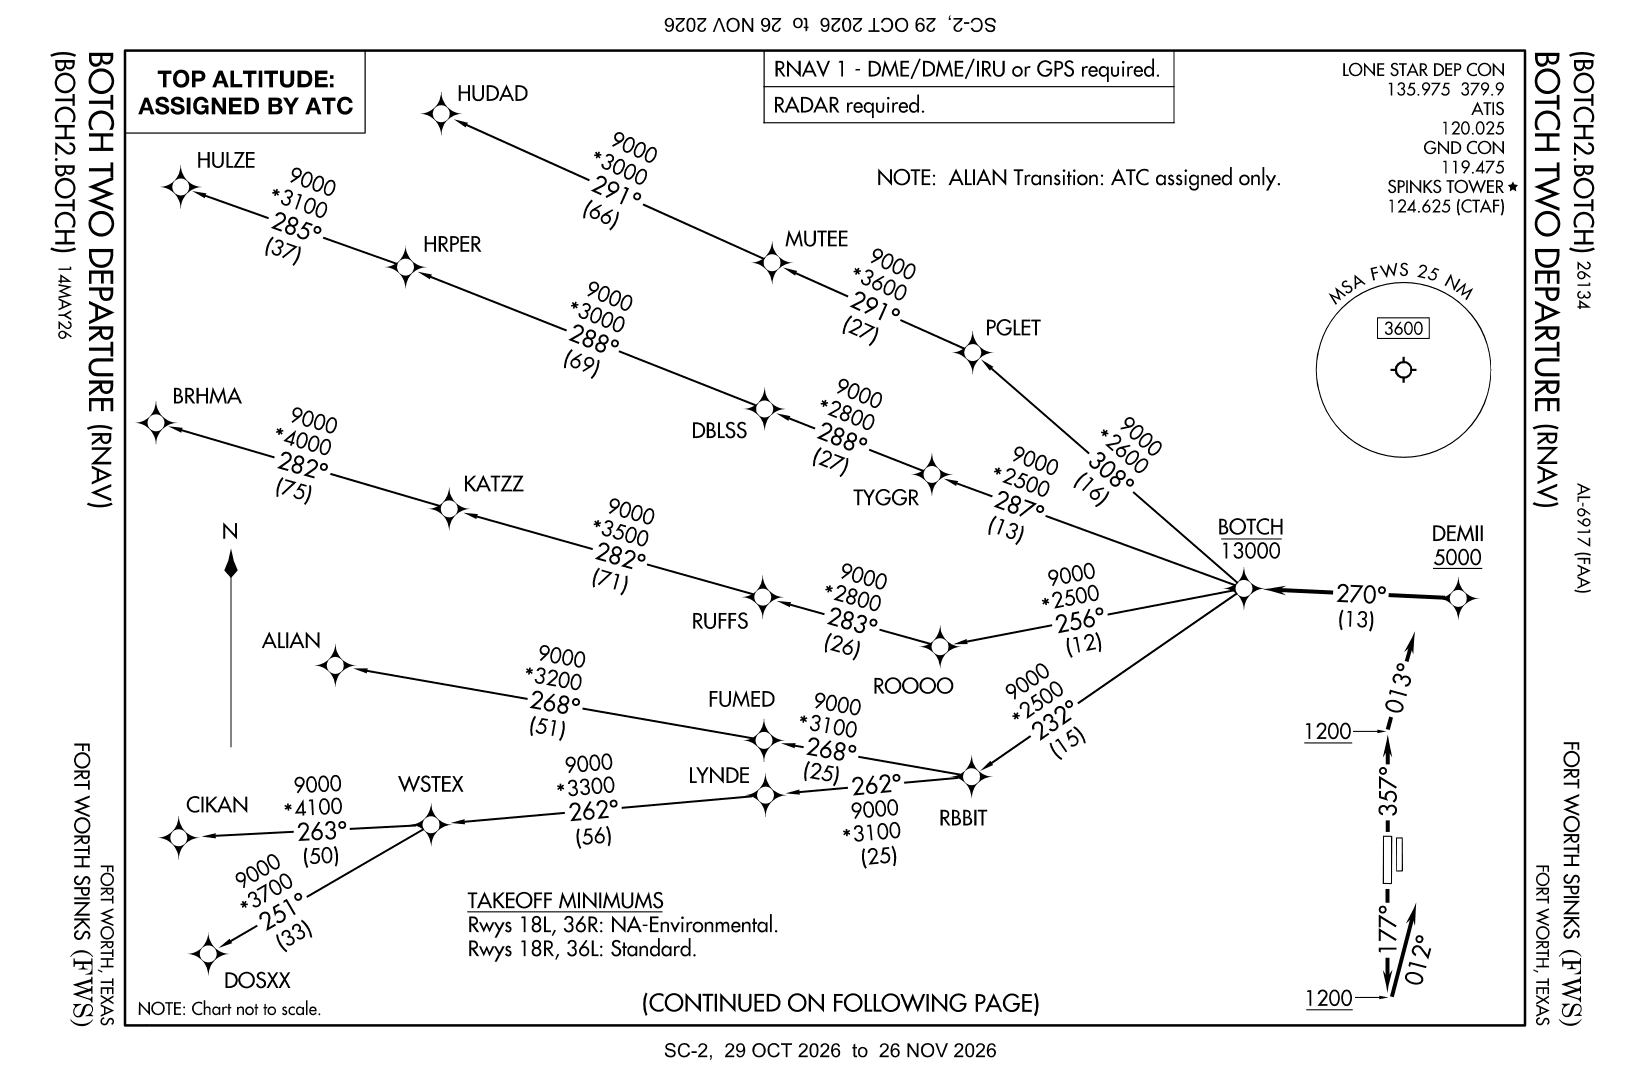 SC-2, 29 OCT 2026 to 26 NOV 2026
BOTCH TWO DEPARTURE (RNAV)
(BOTCH2.BOTCH) 14MAY26
FORT WORTH SPINKS (FWS)
FORT WORTH, TEXAS
TOP ALTITUDE:
ASSIGNED BY ATC
RNAV 1 - DME/DME/IRU or GPS required.
RADAR required.
NOTE: ALIAN Transition: ATC assigned only.
LONE STAR DEP CON
135.975 379.9
ATIS
120.025
GND CON
119.475
SPINKS TOWER★
124.625 (CTAF)
MSA FWS 25 NM
3600
HUDAD
9000
*3000
291°
(66)
MUTEE
9000
*3600
291°
(27)
PGLET
9000
*2600
308°
(16)
HULZE
9000
*3100
285°
(37)
HRPER
9000
*3000
288°
(69)
DBLSS
9000
*2800
288°
(27)
TYGGR
9000
*2500
287°
(13)
BOTCH
13000
DEMII
5000
270°
(13)
BRHMA
9000
*4000
282°
(75)
KATZZ
9000
*3500
282°
(71)
RUFFS
9000
*2800
283°
(26)
ROOOO
9000
*2500
256°
(12)
N
ALIAN
9000
*3200
268°
(51)
FUMED
9000
*3100
268°
(25)
9000
*2500
232°
(15)
RBBIT
CIKAN
9000
*4100
263°
(50)
WSTEX
9000
*3300
262°
(56)
LYNDE
262°
9000
*3100
(25)
9000
*3700
251°
(33)
DOSXX
1200
013°
357°
177°
012°
1200
TAKEOFF MINIMUMS
Rwys 18L, 36R: NA-Environmental.
Rwys 18R, 36L: Standard.
NOTE: Chart not to scale.
(CONTINUED ON FOLLOWING PAGE)
(BOTCH2.BOTCH) 26134
BOTCH TWO DEPARTURE (RNAV)
AL-6917 (FAA)
FORT WORTH SPINKS (FWS)
FORT WORTH, TEXAS
SC-2, 29 OCT 2026 to 26 NOV 2026